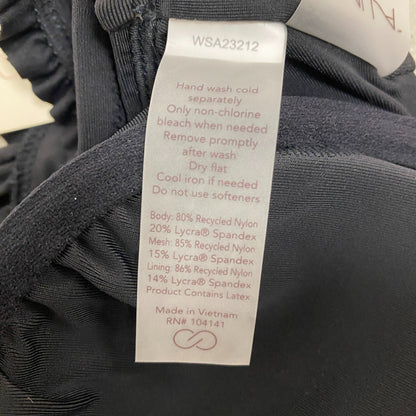 WSA23212
Hand wash cold
separately
Only non-chlorine
bleach when needed
Remove promptly
after wash
Dry flat
Cool iron if needed
Do not use softeners
Body: 80% Recycled Nylon
20% Lycra® Spandex
Mesh: 85% Recycled Nylon
15% Lycra® Spandex
Lining: 86% Recycled Nylon
14% Lycra® Spandex
Product Contains Latex
Made in Vietnam
RN# 104141